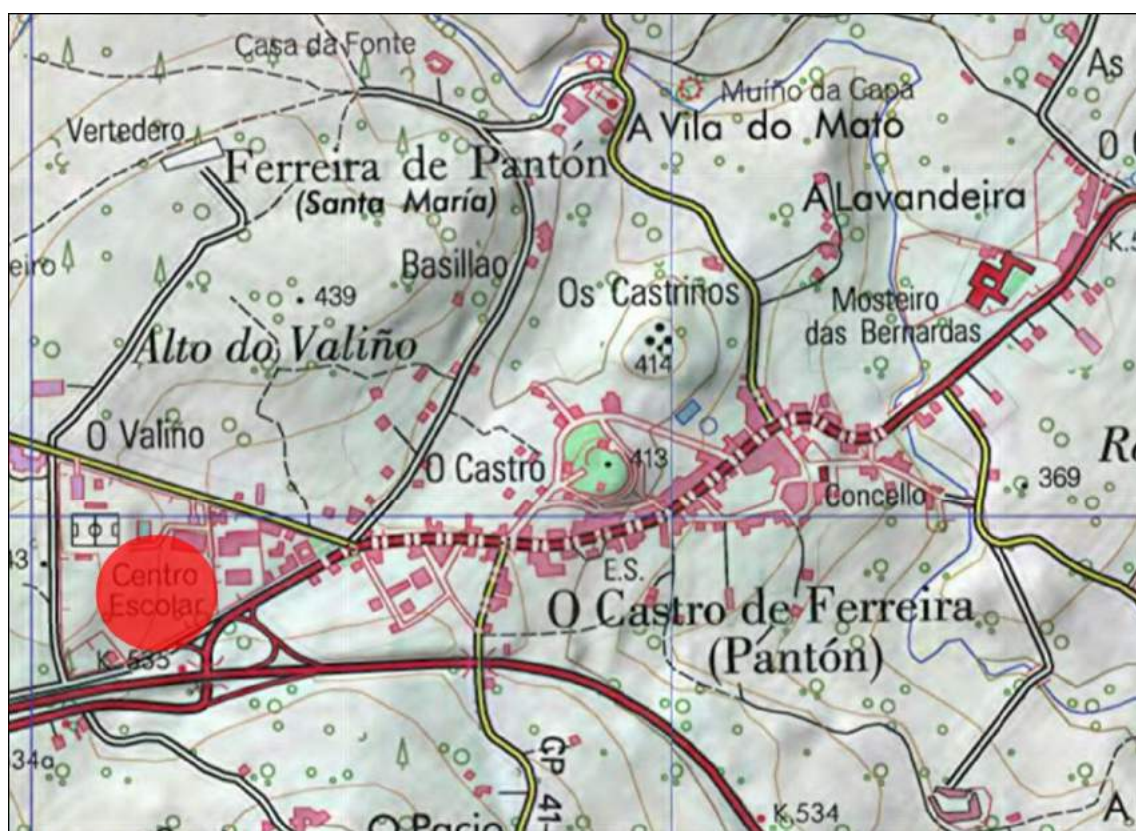 Casa da Fonte
As
Muíño da Capa
Vertedero
A Vila do Mato
Ferreira de Pantón
(Santa María)
A Lavandeira
K.5
eiro
Basillao
439
Os Castriños
Mosteiro
das Bernardas
Alto do Valiño
414
O Valiño
O Castro
413
Concello
369
Centro
Escolar
E.S.
O Castro de Ferreira
(Pantón)
K. 535
34a
GP
41-
K.534
O Pacio
A